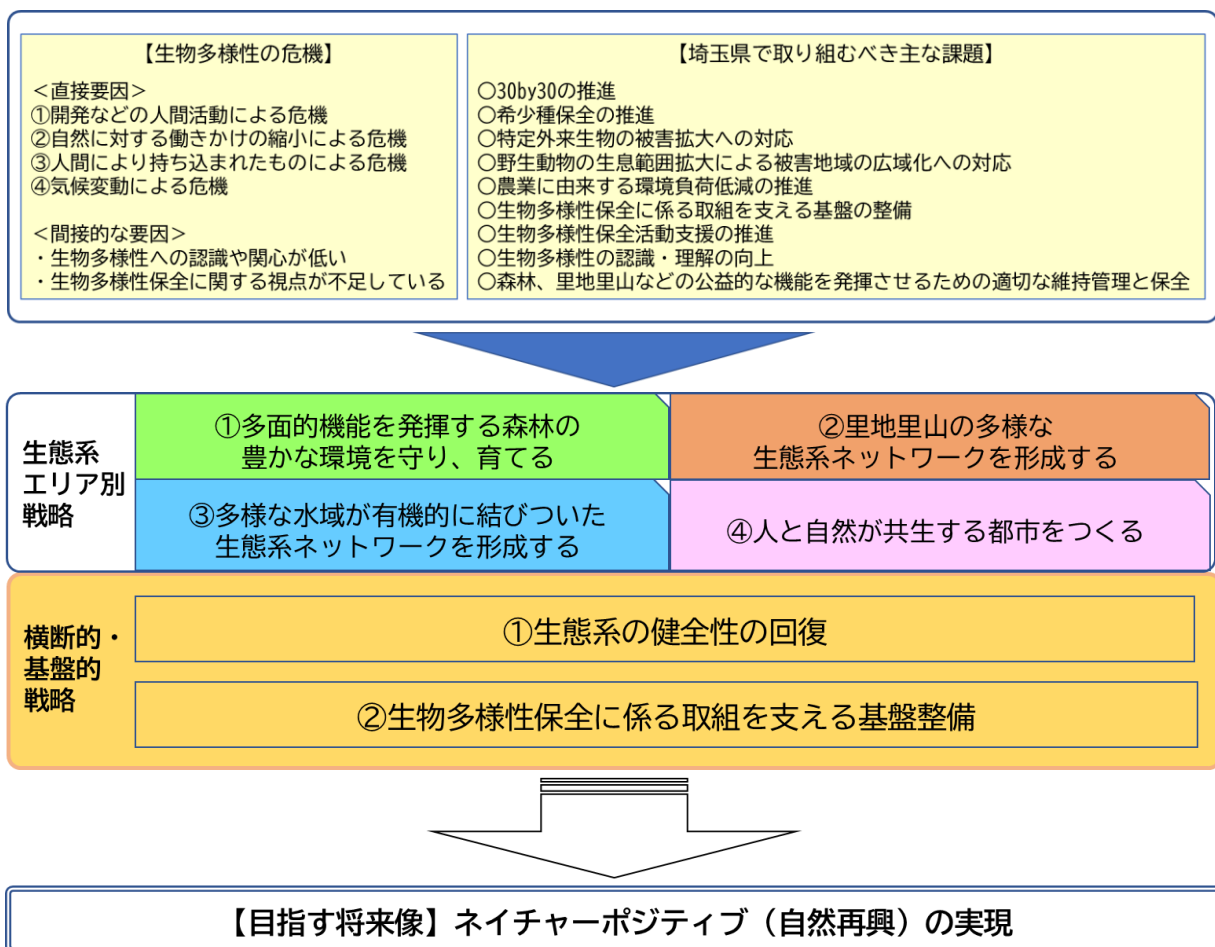 【生物多様性の危機】
＜直接要因＞
①開発などの人間活動による危機
②自然に対する働きかけの縮小による危機
③人間により持ち込まれたものによる危機
④気候変動による危機
＜間接的な要因＞
・生物多様性への認識や関心が低い
・生物多様性保全に関する視点が不足している
【埼玉県で取り組むべき主な課題】
○30by30の推進
○希少種保全の推進
○特定外来生物の被害拡大への対応
○野生動物の生息範囲拡大による被害地域の広域化への対応
○農業に由来する環境負荷低減の推進
○生物多様性保全に係る取組を支える基盤の整備
○生物多様性保全活動支援の推進
○生物多様性の認識・理解の向上
○森林、里地里山などの公益的な機能を発揮させるための適切な維持管理と保全
生態系
エリア別
戦略
①多面的機能を発揮する森林の
豊かな環境を守り、育てる
②里地里山の多様な
生態系ネットワークを形成する
③多様な水域が有機的に結びついた
生態系ネットワークを形成する
④人と自然が共生する都市をつくる
横断的・
基盤的
戦略
①生態系の健全性の回復
②生物多様性保全に係る取組を支える基盤整備
【目指す将来像】ネイチャーポジティブ（自然再興）の実現